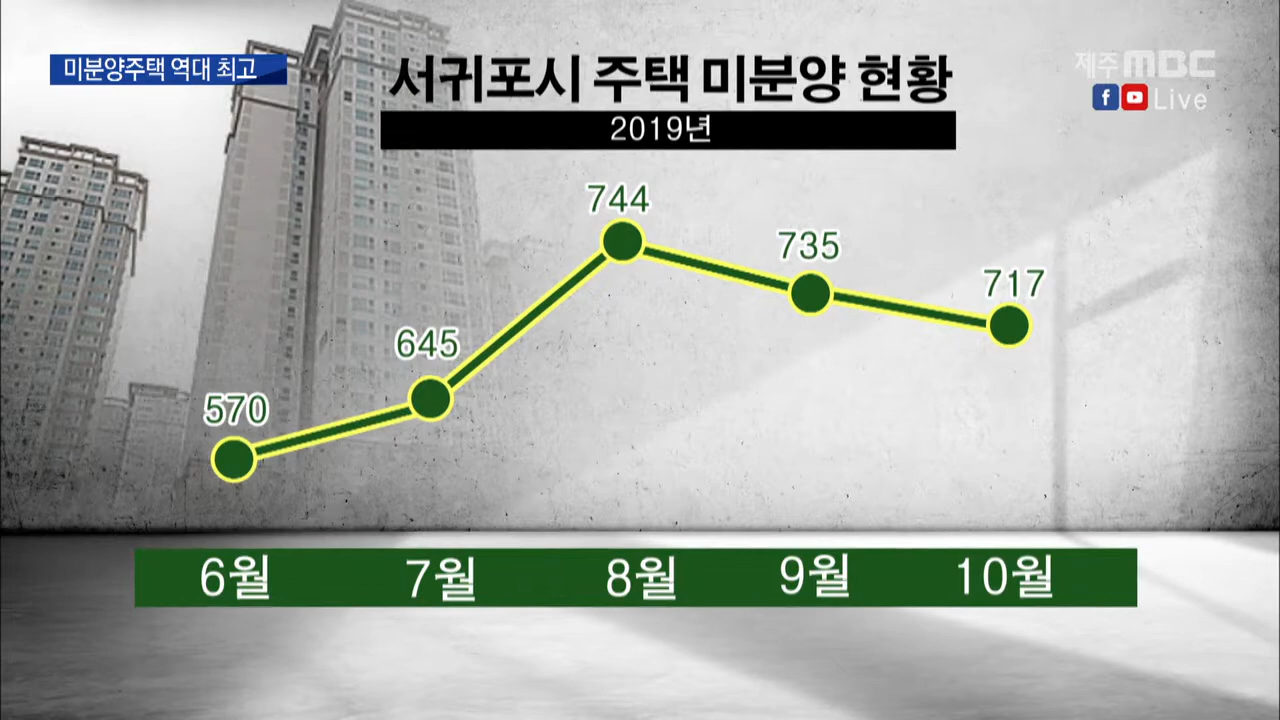 미분양주택 역대 최고
서귀포시 주택 미분양 현황
2019년
제주MBC
f Live
570
645
744
735
717
6월 7월 8월 9월 10월